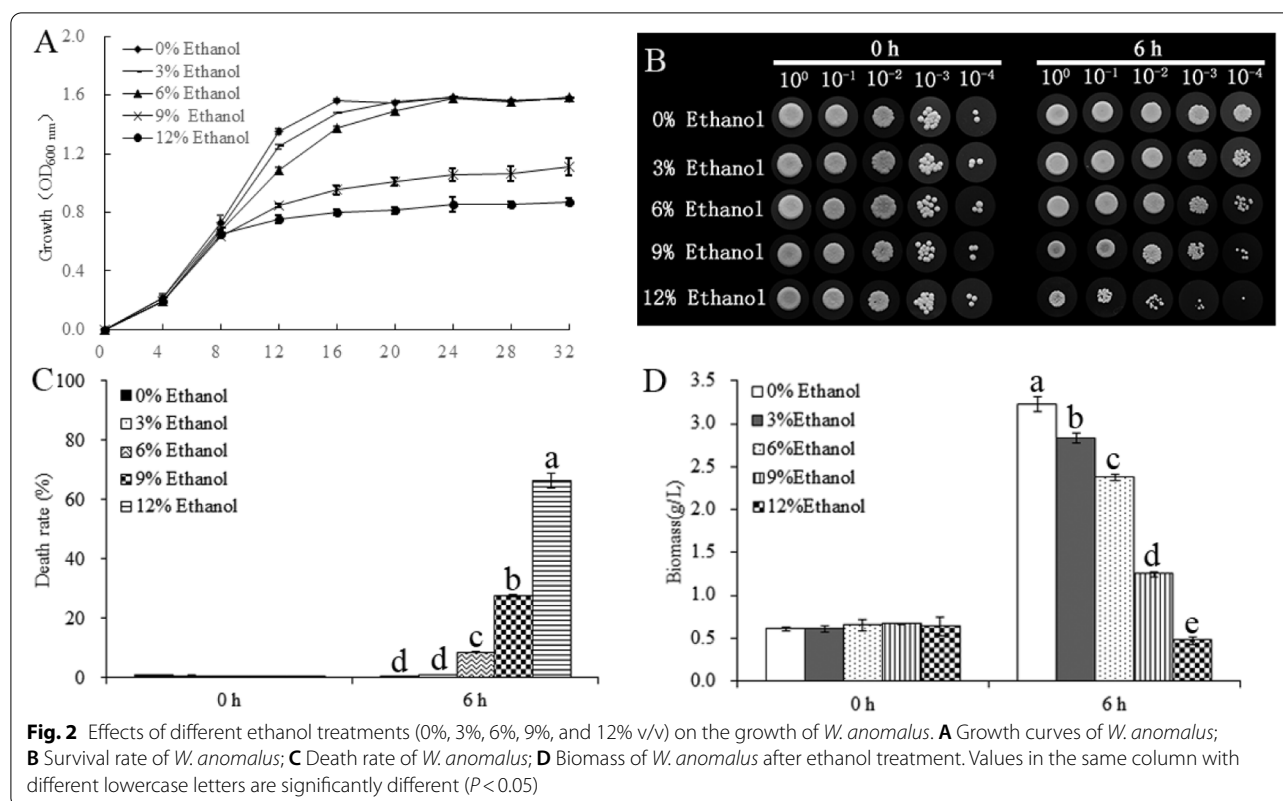 A
2.0
1.6
1.2
0.8
0.4
0.0
Growth (OD600 nm)
0% Ethanol
3% Ethanol
6% Ethanol
9% Ethanol
12% Ethanol
0 4 8 12 16 20 24 28 32
B
0 h 6 h
10⁰ 10⁻¹ 10⁻² 10⁻³ 10⁻⁴ 10⁰ 10⁻¹ 10⁻² 10⁻³ 10⁻⁴
0% Ethanol
3% Ethanol
6% Ethanol
9% Ethanol
12% Ethanol
C
100
80
60
40
20
0
Death rate (%)
0% Ethanol
3% Ethanol
6% Ethanol
9% Ethanol
12% Ethanol
d d c b a
0 h 6 h
D
3.5
3.0
2.5
2.0
1.5
1.0
0.5
0.0
Biomass(g/L)
0% Ethanol
3%Ethanol
6%Ethanol
9%Ethanol
12%Ethanol
a b c d e
0 h 6 h
Fig. 2 Effects of different ethanol treatments (0%, 3%, 6%, 9%, and 12% v/v) on the growth of W. anomalus. A Growth curves of W. anomalus;
B Survival rate of W. anomalus; C Death rate of W. anomalus; D Biomass of W. anomalus after ethanol treatment. Values in the same column with
different lowercase letters are significantly different (P < 0.05)